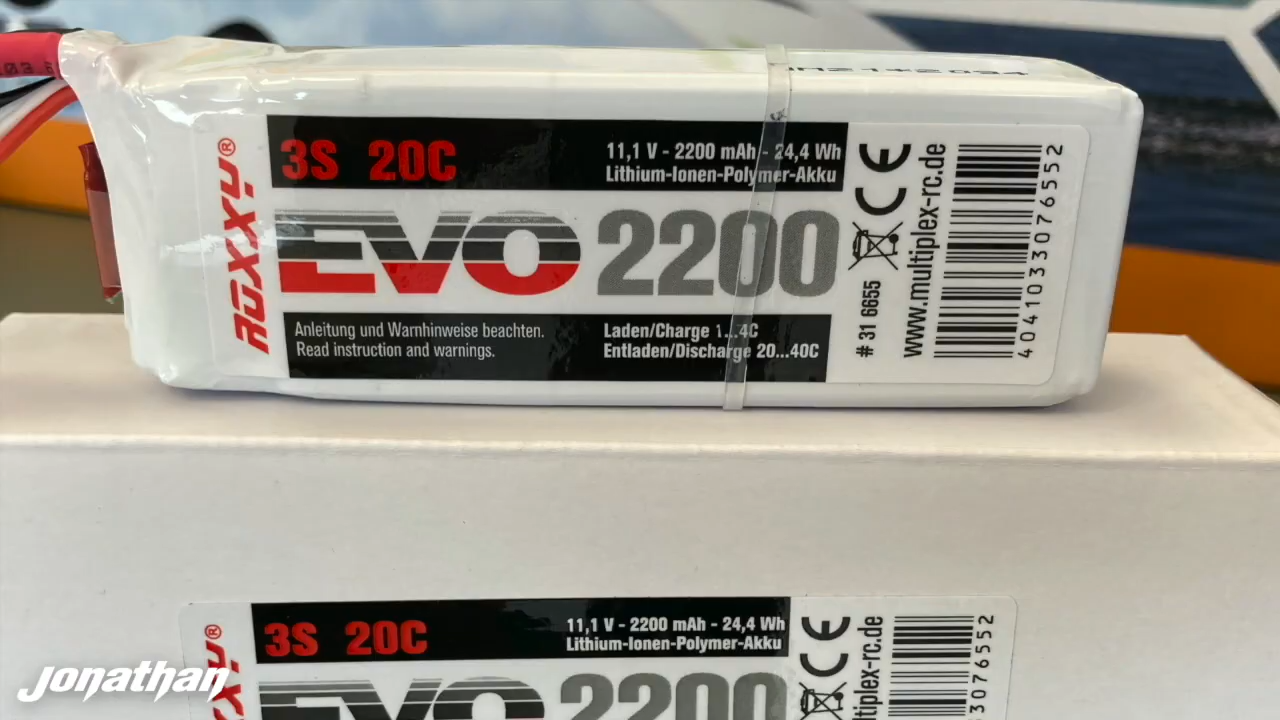 3S 20C
11,1 V - 2200 mAh - 24,4 Wh
Lithium-Ionen-Polymer-Akku
ROXXY®
EVO 2200
Anleitung und Warnhinweise beachten.
Read instruction and warnings.
Laden/Charge 1...4C
Entladen/Discharge 20...40C
CE
# 31 6655
www.multiplex-rc.de
4041033076552
3S 20C
11,1 V - 2200 mAh - 24,4 Wh
Lithium-Ionen-Polymer-Akku
EVO 2200
CE
tiplex-rc.de
3076552
jonathan